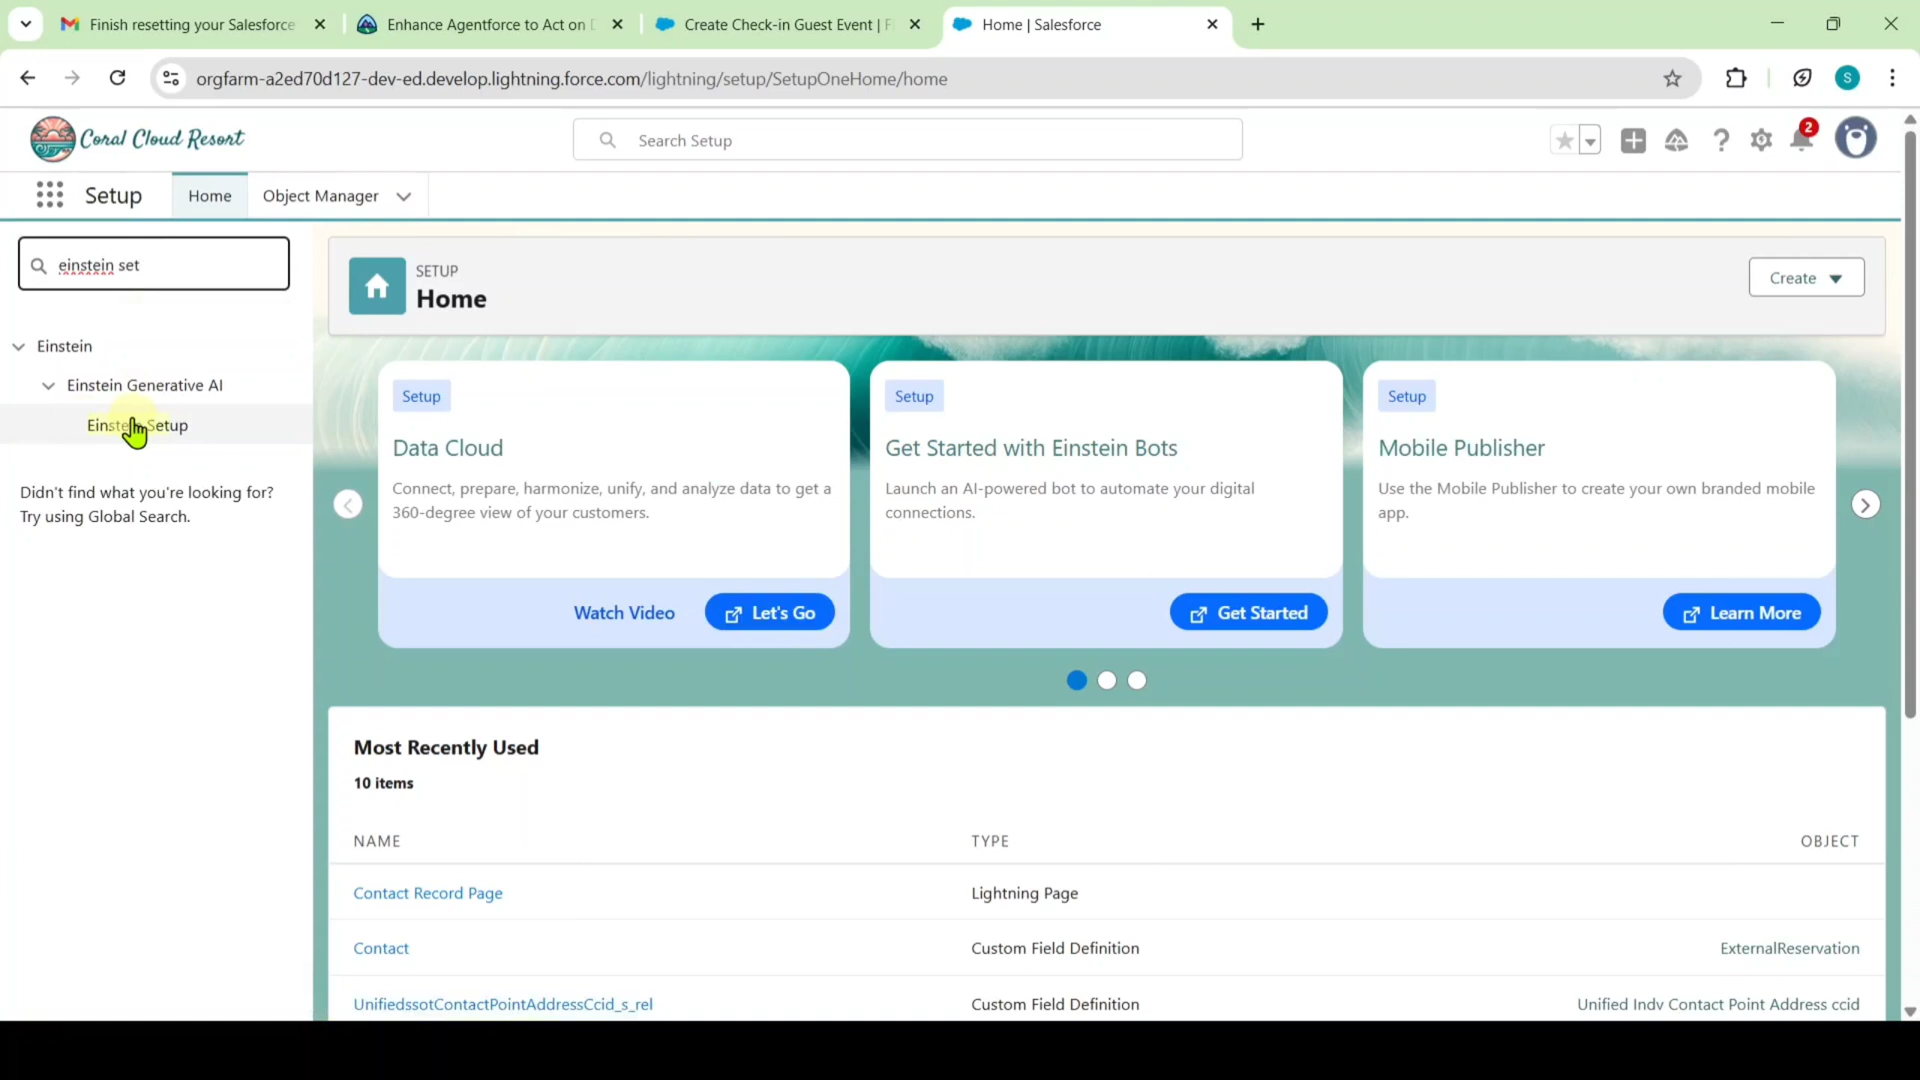 Finish resetting your Salesforce
Enhance Agentforce to Act on D
Create Check-in Guest Event | F
Home | Salesforce
orgfarm-a2ed70d127-dev-ed.develop.lightning.force.com/lightning/setup/SetupOneHome/home
S
Coral Cloud Resort
Search Setup
2
Setup
Home
Object Manager
einstein set
SETUP
Home
Create
Einstein
Einstein Generative AI
Einstein Setup
Didn't find what you're looking for?
Try using Global Search.
Setup
Data Cloud
Connect, prepare, harmonize, unify, and analyze data to get a
360-degree view of your customers.
Watch Video
Let's Go
Setup
Get Started with Einstein Bots
Launch an AI-powered bot to automate your digital
connections.
Get Started
Setup
Mobile Publisher
Use the Mobile Publisher to create your own branded mobile
app.
Learn More
Most Recently Used
10 items
NAME TYPE OBJECT
Contact Record Page Lightning Page
Contact Custom Field Definition ExternalReservation
UnifiedssotContactPointAddressCcid_s_rel Custom Field Definition Unified Indv Contact Point Address ccid